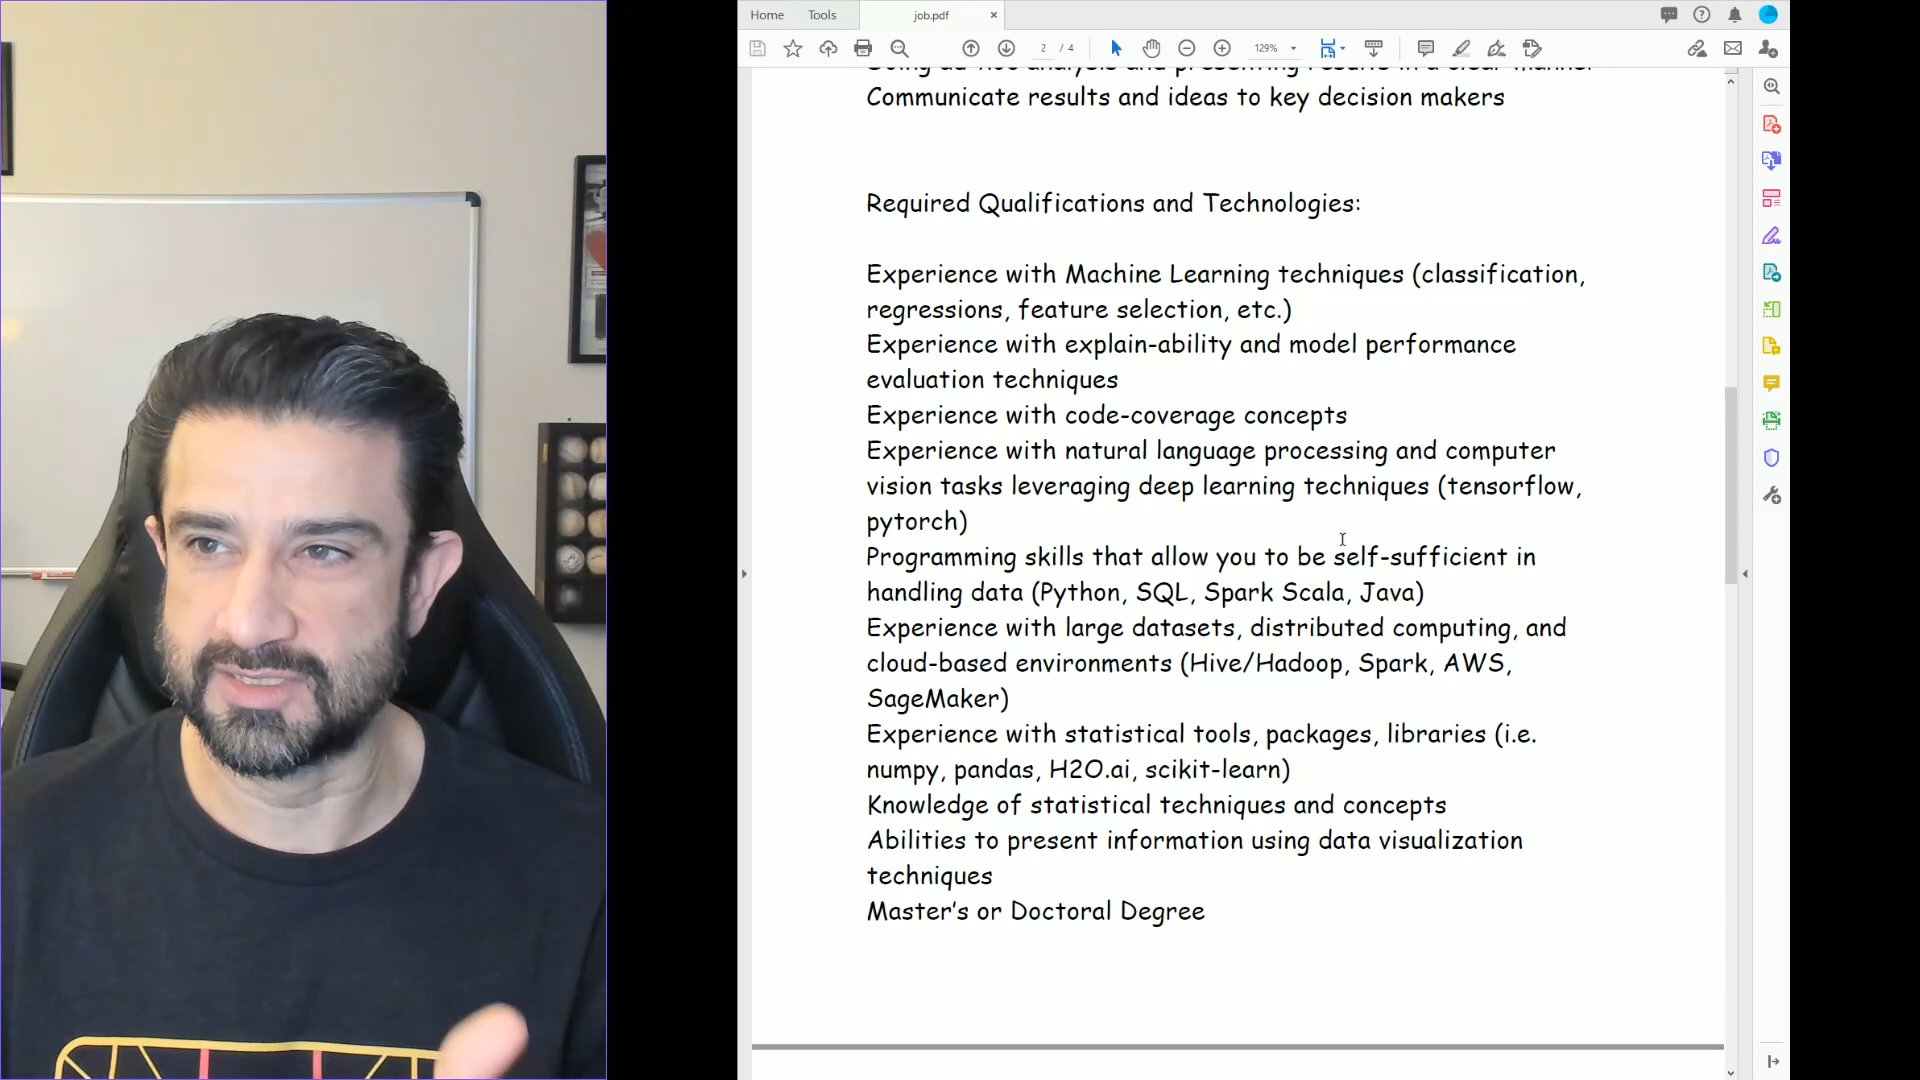 Home Tools job.pdf ×
2 / 4 129%
Communicate results and ideas to key decision makers
Required Qualifications and Technologies:
Experience with Machine Learning techniques (classification,
regressions, feature selection, etc.)
Experience with explain-ability and model performance
evaluation techniques
Experience with code-coverage concepts
Experience with natural language processing and computer
vision tasks leveraging deep learning techniques (tensorflow,
pytorch)
Programming skills that allow you to be self-sufficient in
handling data (Python, SQL, Spark Scala, Java)
Experience with large datasets, distributed computing, and
cloud-based environments (Hive/Hadoop, Spark, AWS,
SageMaker)
Experience with statistical tools, packages, libraries (i.e.
numpy, pandas, H2O.ai, scikit-learn)
Knowledge of statistical techniques and concepts
Abilities to present information using data visualization
techniques
Master's or Doctoral Degree